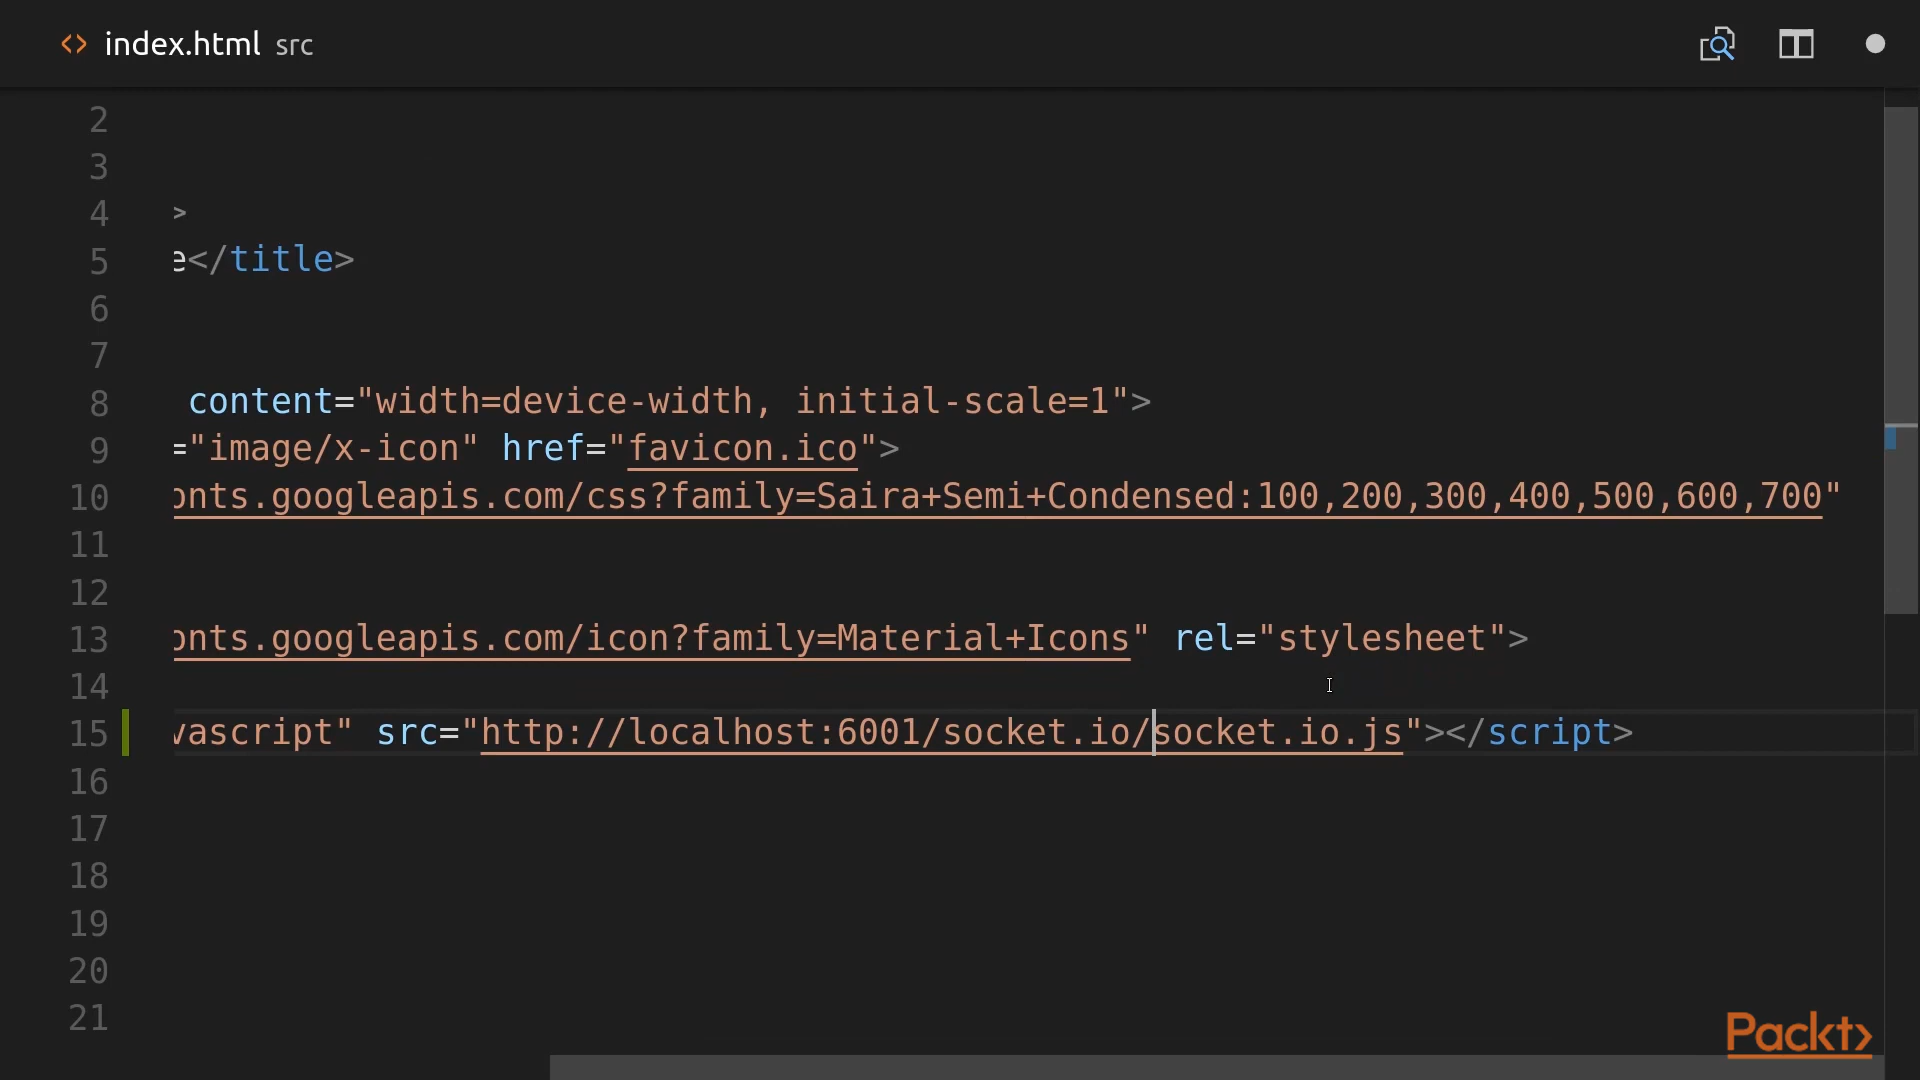 <> index.html src
2
3
4 >
5 e</title>
6
7
8 content="width=device-width, initial-scale=1">
9 ="image/x-icon" href="favicon.ico">
10 onts.googleapis.com/css?family=Saira+Semi+Condensed:100,200,300,400,500,600,700"
11
12
13 onts.googleapis.com/icon?family=Material+Icons" rel="stylesheet">
14
15 vascript" src="http://localhost:6001/socket.io/socket.io.js"></script>
16
17
18
19
20
21
Packt>